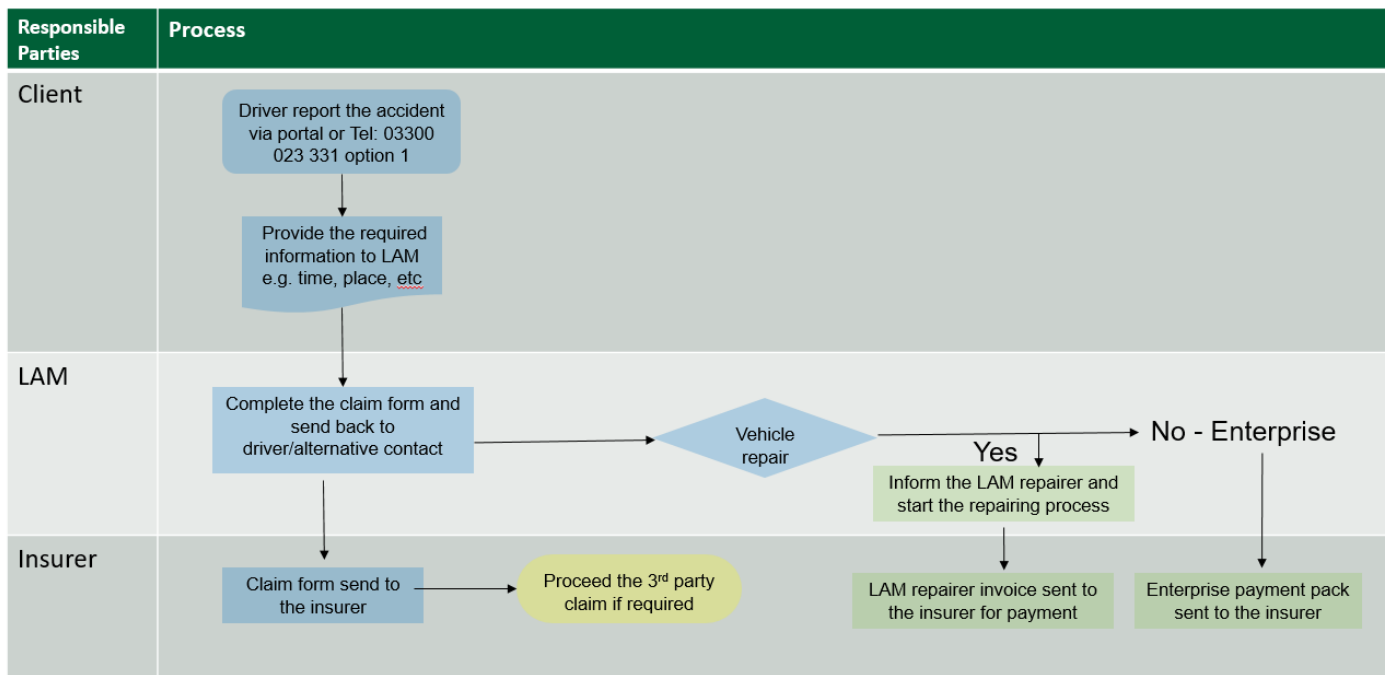 Responsible
Parties
Process
Client
Driver report the accident
via portal or Tel: 03300
023 331 option 1
Provide the required
information to LAM
e.g. time, place, etc
LAM
Complete the claim form and
send back to
driver/alternative contact
Vehicle
repair
No - Enterprise
Yes
Inform the LAM repairer and
start the repairing process
Insurer
Claim form send to
the insurer
Proceed the 3rd party
claim if required
LAM repairer invoice sent to
the insurer for payment
Enterprise payment pack
sent to the insurer